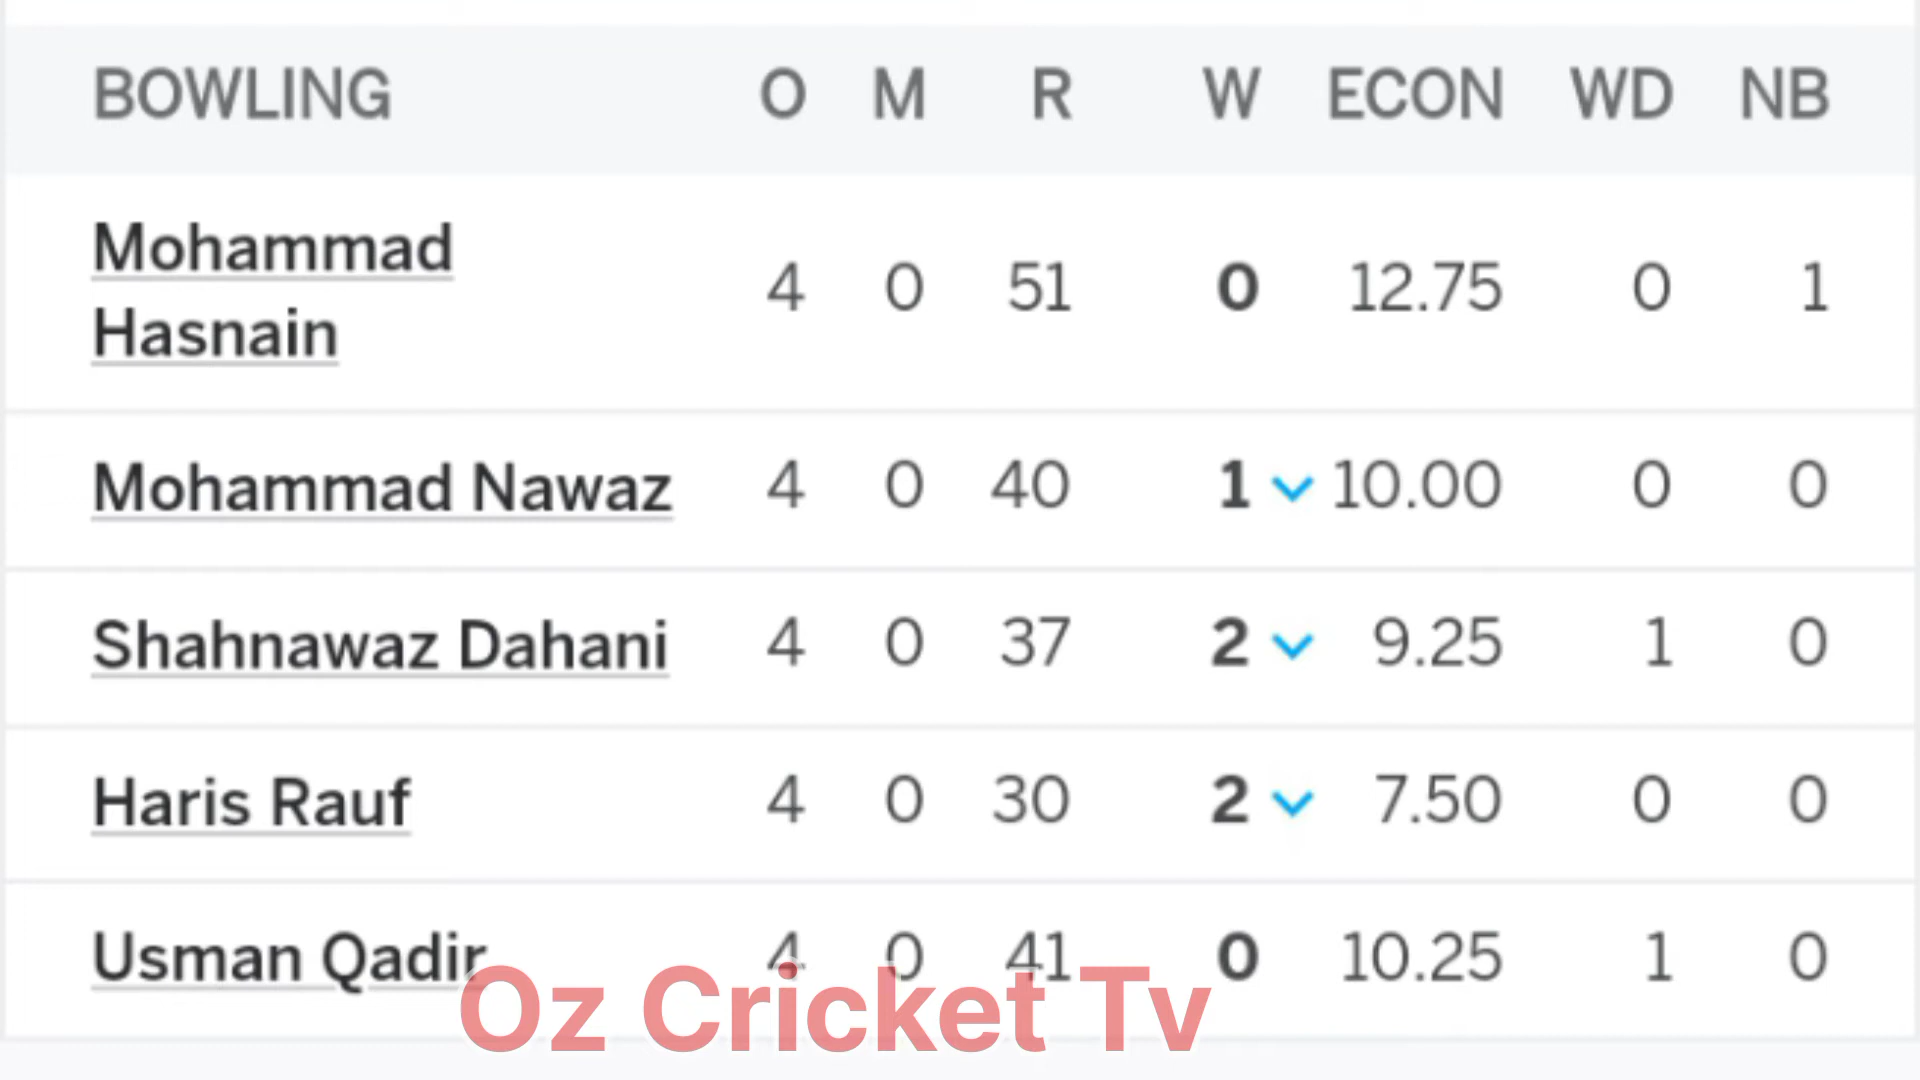 BOWLING O M R W ECON WD NB
Mohammad
Hasnain 4 0 51 0 12.75 0 1
Mohammad Nawaz 4 0 40 1 10.00 0 0
Shahnawaz Dahani 4 0 37 2 9.25 1 0
Haris Rauf 4 0 30 2 7.50 0 0
Usman Qadir 4 0 41 0 10.25 1 0
Oz Cricket Tv